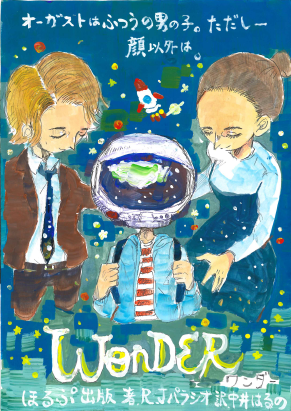 オーガストはふつうの男の子。ただし―
顔以外は。
WONDER
ワンダー
ほるぷ出版 著.R.Jパラシオ 訳中井はるの